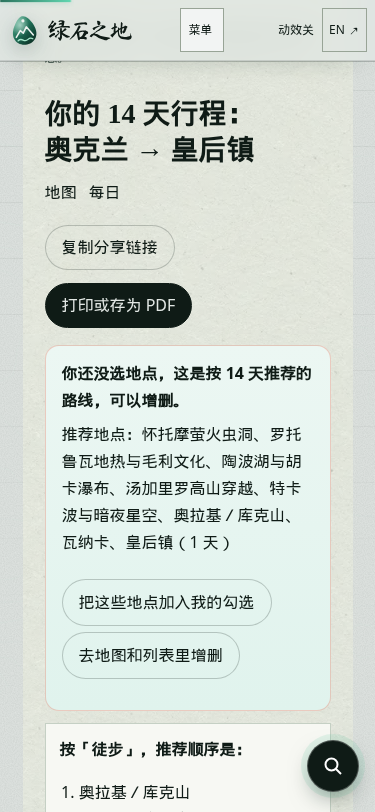 绿石之地
菜单
动效关
EN ↗
你的 14 天行程：
奥克兰 → 皇后镇
地图 每日
复制分享链接
打印或存为 PDF
你还没选地点，这是按 14 天推荐的
路线，可以增删。
推荐地点：怀托摩萤火虫洞、罗托
鲁瓦地热与毛利文化、陶波湖与胡
卡瀑布、汤加里罗高山穿越、特卡
波与暗夜星空、奥拉基 / 库克山、
瓦纳卡、皇后镇（1 天）
把这些地点加入我的勾选
去地图和列表里增删
按「徒步」，推荐顺序是：
1. 奥拉基 / 库克山